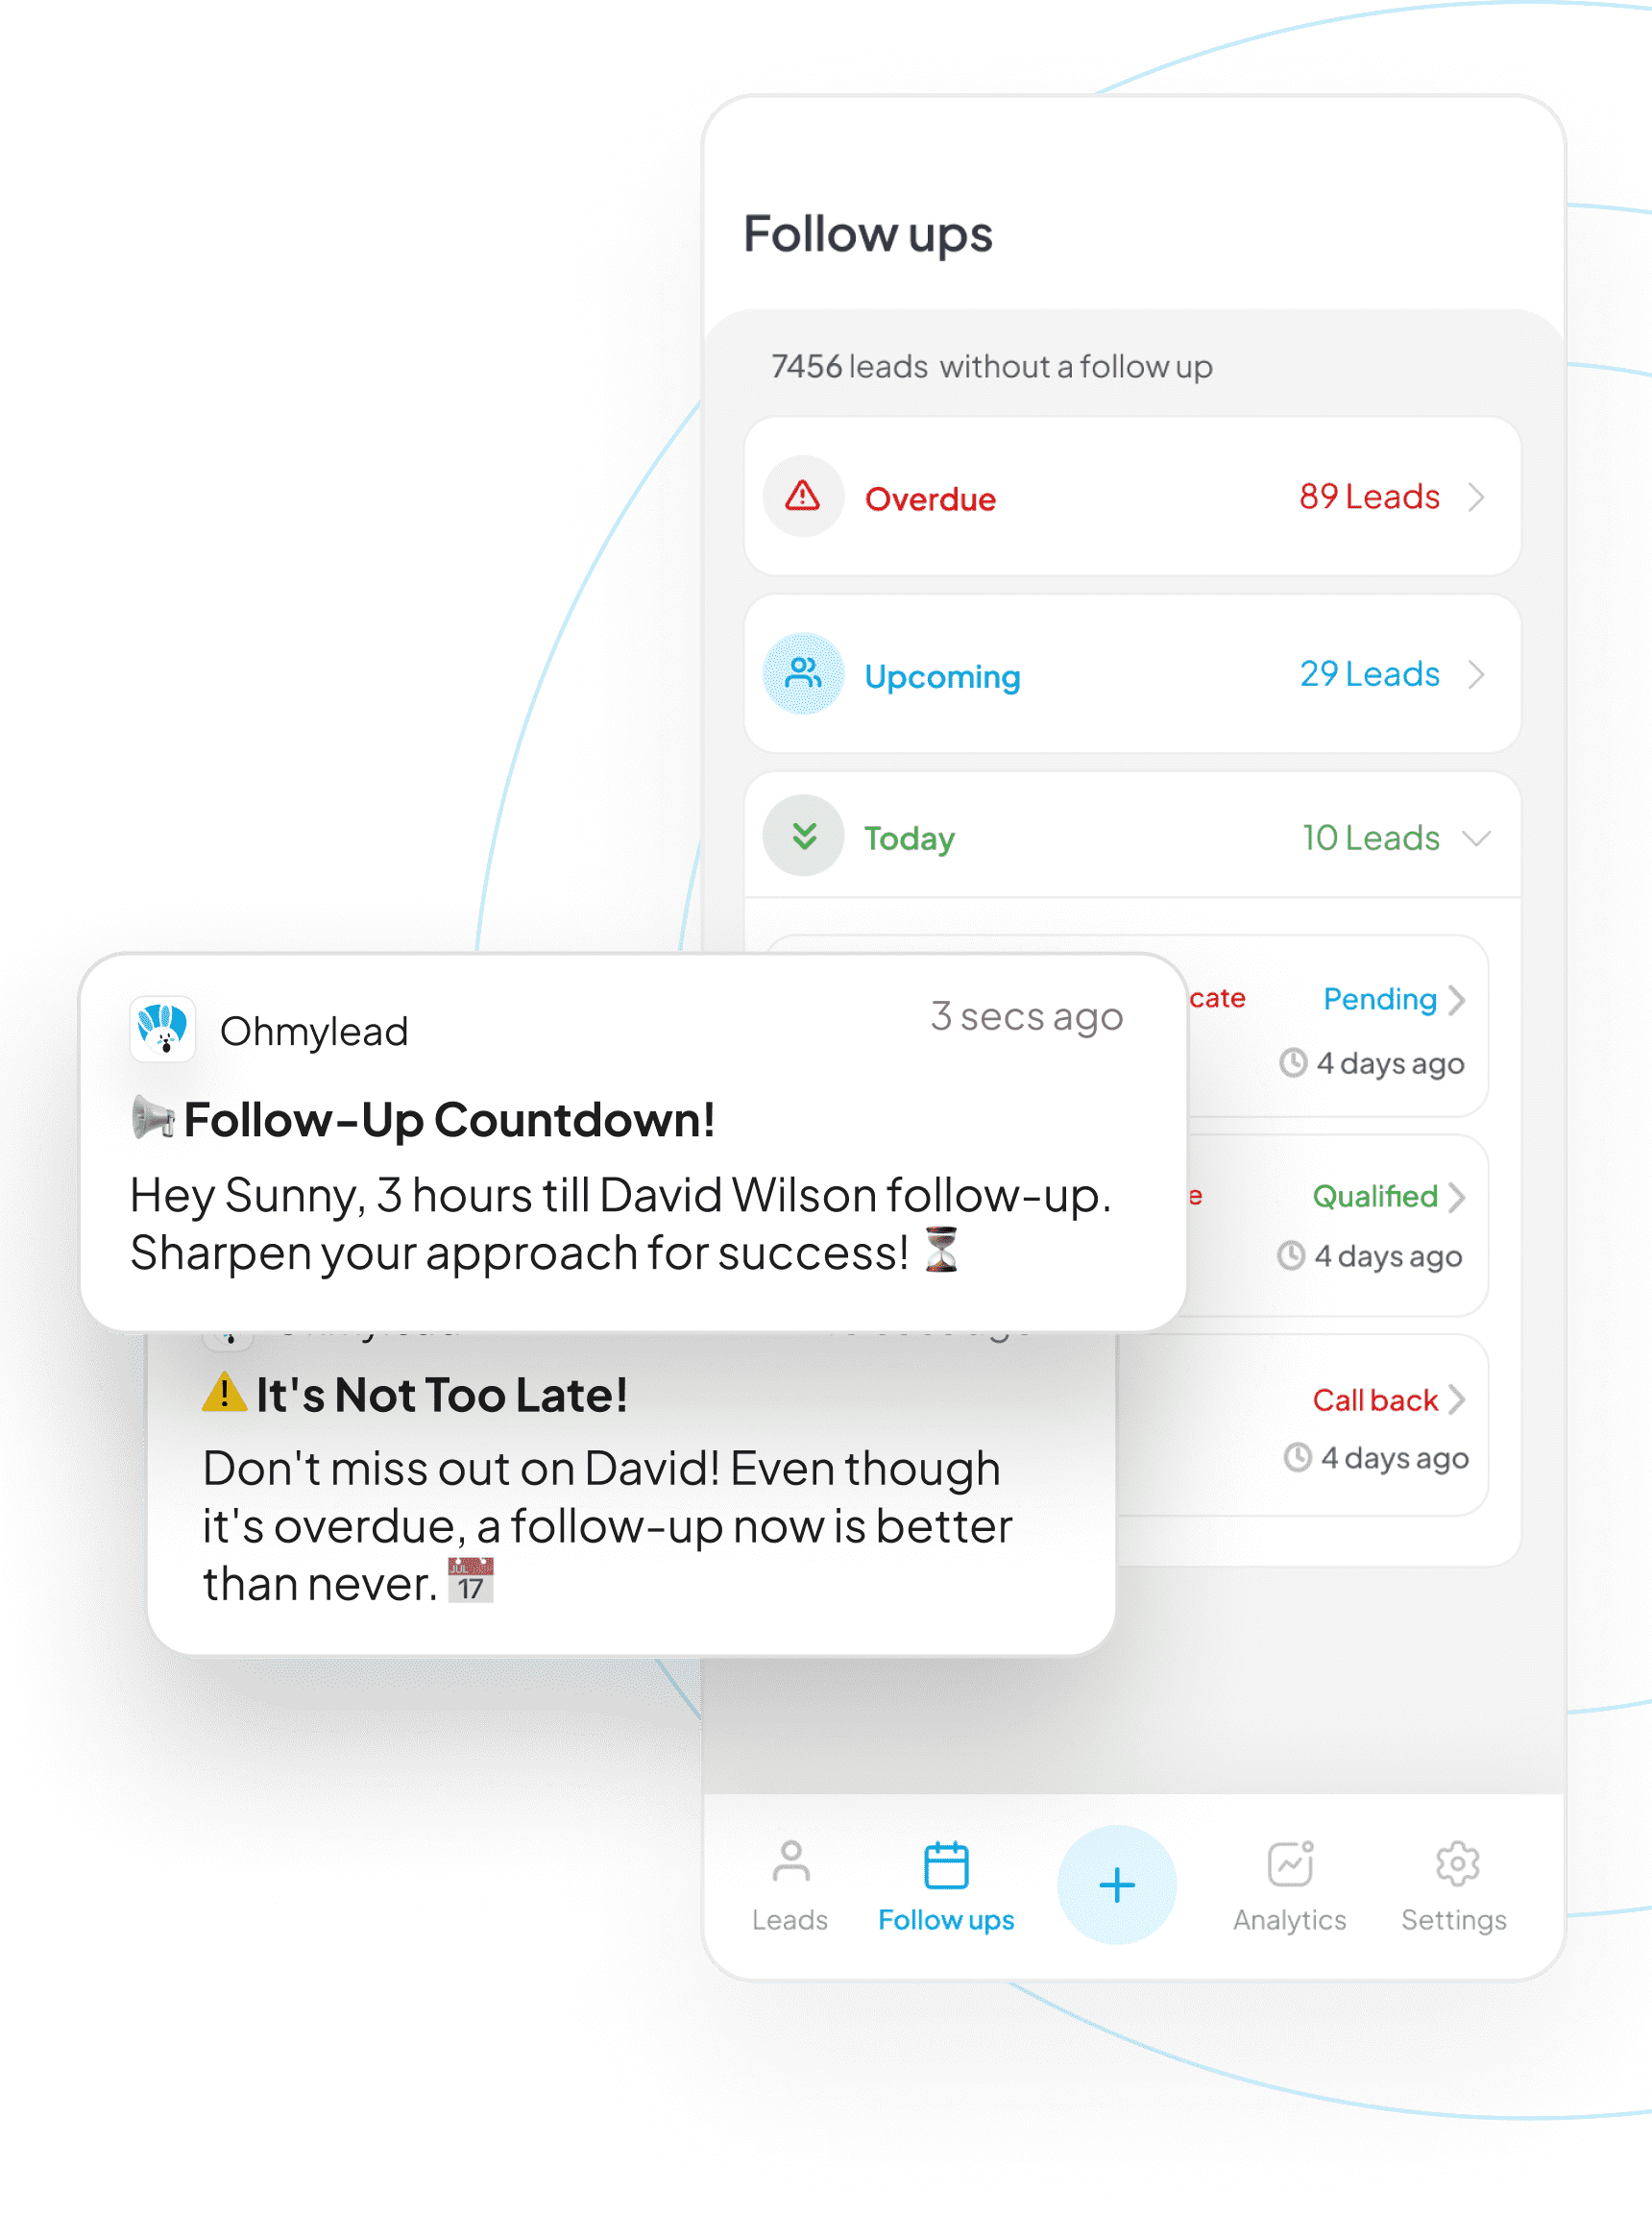 Follow ups
7456 leads without a follow up
Overdue
89 Leads
Upcoming
29 Leads
Today
10 Leads
cate
Pending
4 days ago
e
Qualified
4 days ago
Call back
4 days ago
Ohmylead
3 secs ago
Follow-Up Countdown!
Hey Sunny, 3 hours till David Wilson follow-up.
Sharpen your approach for success!
It's Not Too Late!
Don't miss out on David! Even though
it's overdue, a follow-up now is better
than never.
JUL
17
Leads
Follow ups
Analytics
Settings